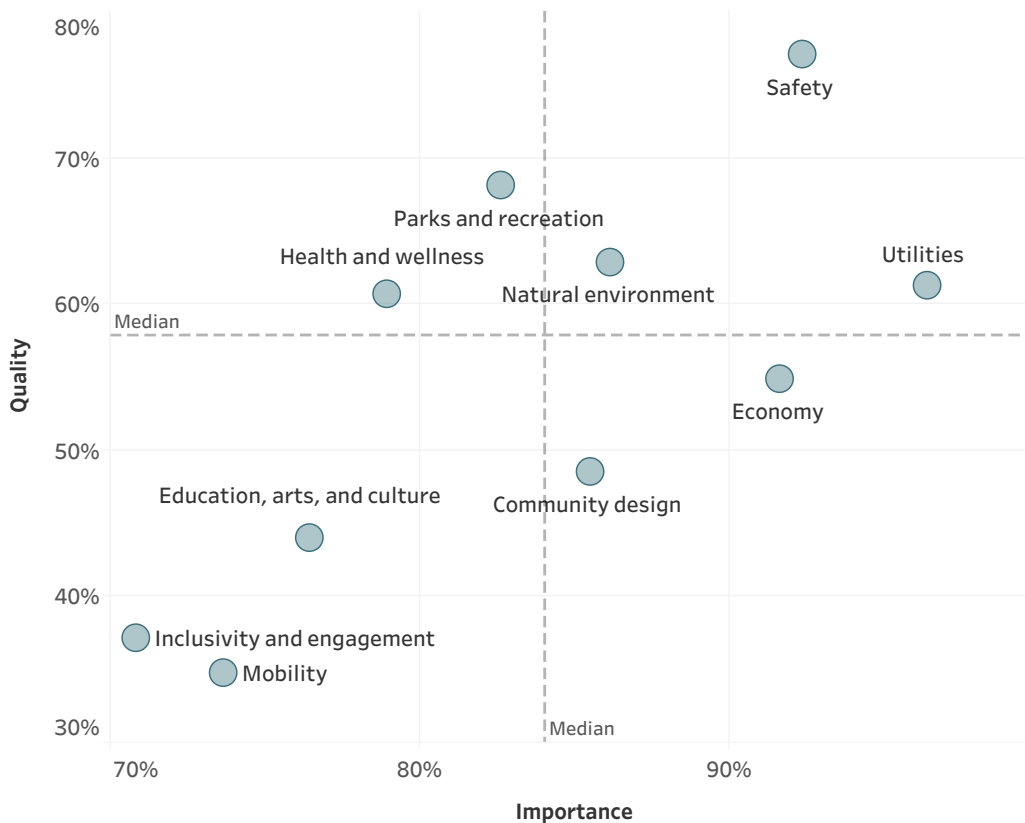 80%
Safety
70%
Parks and recreation
Health and wellness
Utilities
Natural environment
60%
Median
Quality
Economy
50%
Education, arts, and culture
Community design
40%
Inclusivity and engagement
Mobility
30%
Median
70%
80%
90%
Importance